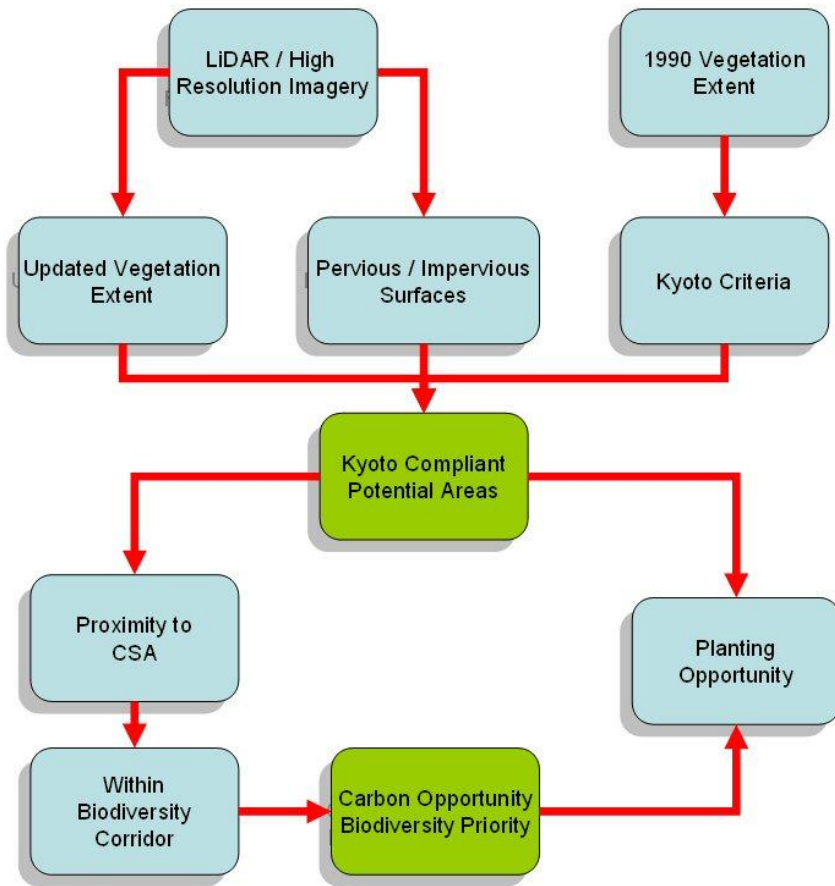 LiDAR / High
Resolution Imagery
1990 Vegetation
Extent
Updated Vegetation
Extent
Pervious / Impervious
Surfaces
Kyoto Criteria
Kyoto Compliant
Potential Areas
Proximity to
CSA
Planting
Opportunity
Within
Biodiversity
Corridor
Carbon Opportunity
Biodiversity Priority